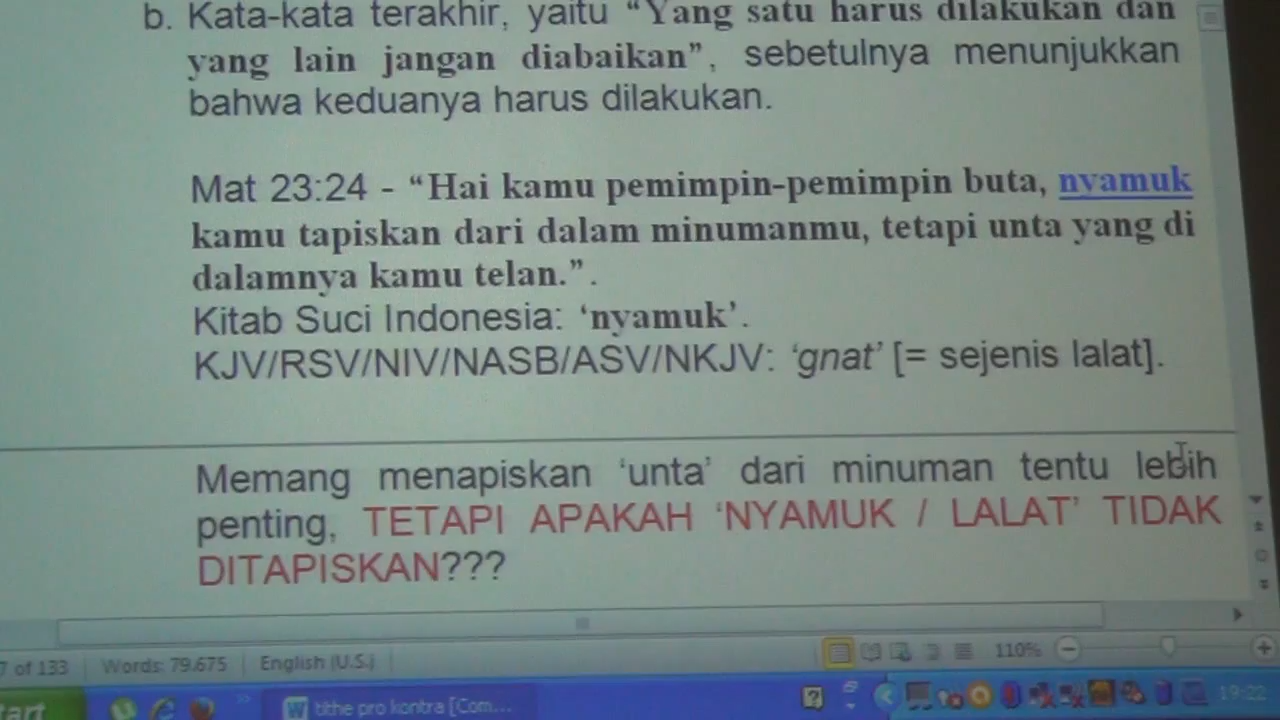 b. Kata-kata terakhir, yaitu “Yang satu harus dilakukan dan
yang lain jangan diabaikan”, sebetulnya menunjukkan
bahwa keduanya harus dilakukan.
Mat 23:24 - “Hai kamu pemimpin-pemimpin buta, nyamuk
kamu tapiskan dari dalam minumanmu, tetapi unta yang di
dalamnya kamu telan.”.
Kitab Suci Indonesia: ‘nyamuk’.
KJV/RSV/NIV/NASB/ASV/NKJV: ‘gnat’ [= sejenis lalat].
Memang menapiskan ‘unta’ dari minuman tentu lebih
penting, TETAPI APAKAH ‘NYAMUK / LALAT’ TIDAK
DITAPISKAN???
7 of 133 Words: 79.675 English (U.S.) 110%
tart tithe pro kontra [Com... 19:22